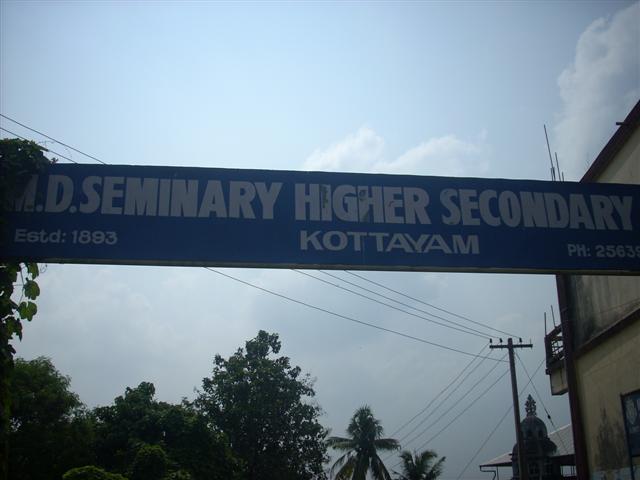 M.D.SEMINARY HIGHER SECONDARY
Estd: 1893 KOTTAYAM PH: 2563